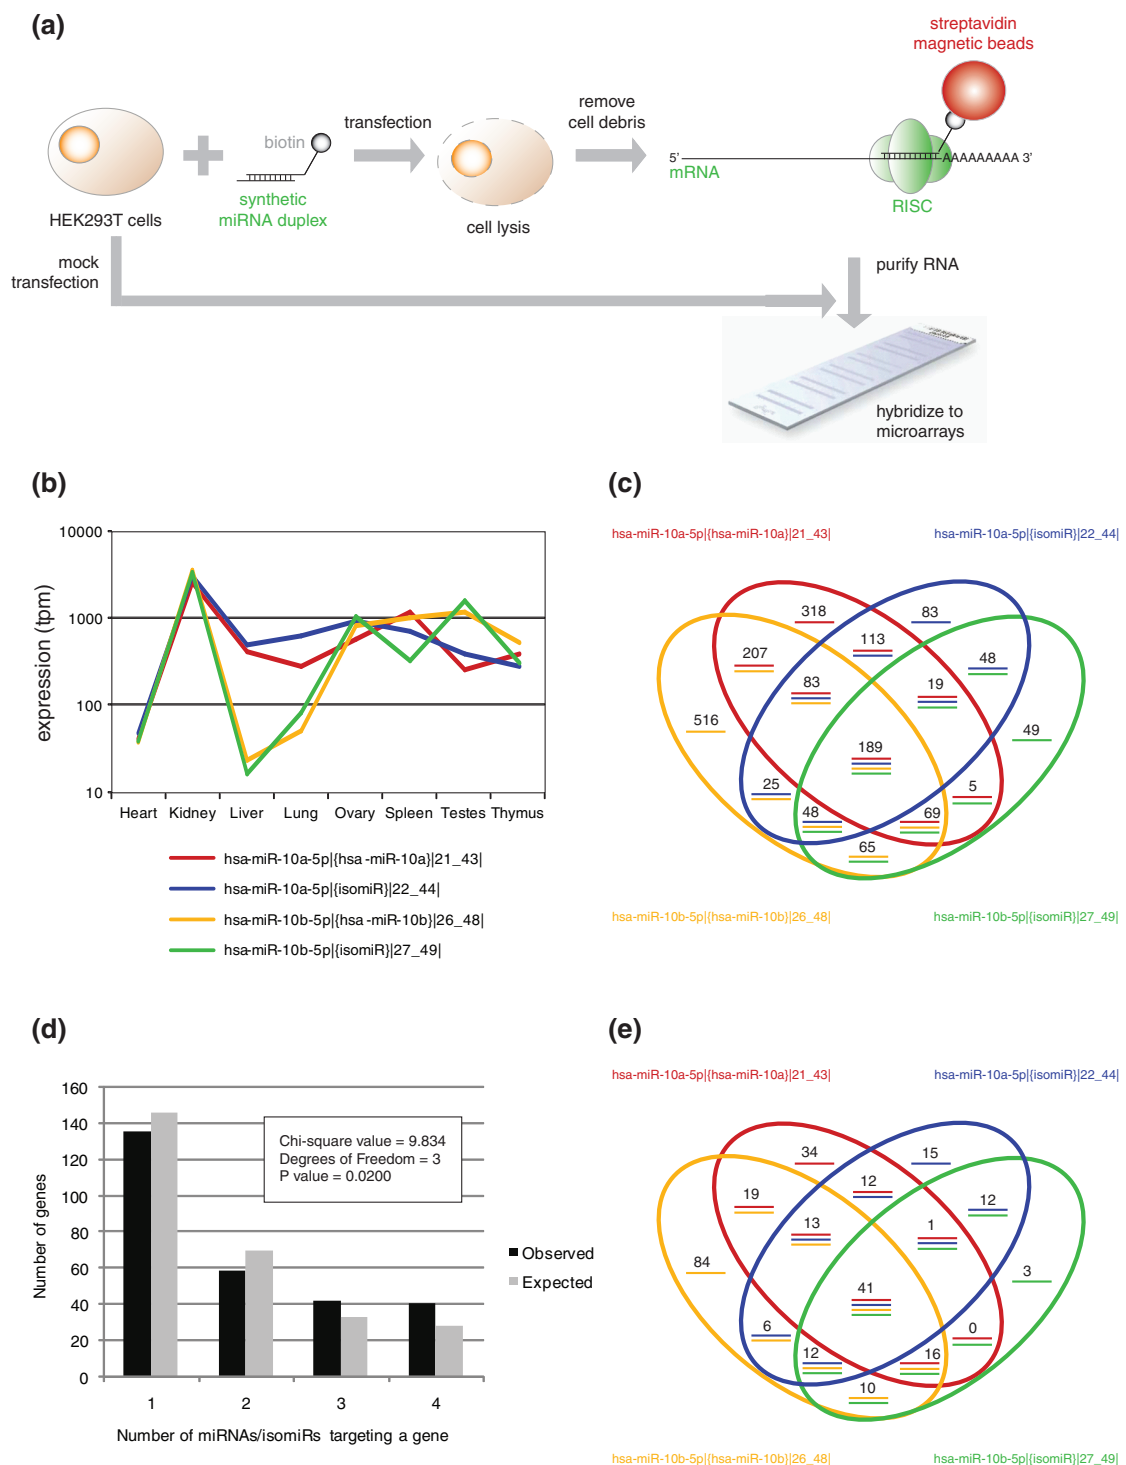 (a)
streptavidin
magnetic beads
biotin
transfection
remove
cell debris
5'
AAAAAAAAA 3'
mRNA
RISC
synthetic
miRNA duplex
HEK293T cells
cell lysis
mock
transfection
purify RNA
hybridize to
microarrays
(b)
expression (tpm)
10000
1000
100
10
Heart Kidney Liver Lung Ovary Spleen Testes Thymus
hsa-miR-10a-5p|{hsa-miR-10a}|21_43|
hsa-miR-10a-5p|{isomiR}|22_44|
hsa-miR-10b-5p|{hsa-miR-10b}|26_48|
hsa-miR-10b-5p|{isomiR}|27_49|
(c)
hsa-miR-10a-5p|{hsa-miR-10a}|21_43|
hsa-miR-10a-5p|{isomiR}|22_44|
318
83
113
207
48
83
19
516
49
189
25
5
48
69
65
hsa-miR-10b-5p|{hsa-miR-10b}|26_48|
hsa-miR-10b-5p|{isomiR}|27_49|
(d)
Number of genes
160
140
120
100
80
60
40
20
0
Chi-square value = 9.834
Degrees of Freedom = 3
P value = 0.0200
Observed
Expected
1 2 3 4
Number of miRNAs/isomiRs targeting a gene
(e)
hsa-miR-10a-5p|{hsa-miR-10a}|21_43|
hsa-miR-10a-5p|{isomiR}|22_44|
34
15
12
19
12
13
1
84
3
41
6
0
12
16
10
hsa-miR-10b-5p|{hsa-miR-10b}|26_48|
hsa-miR-10b-5p|{isomiR}|27_49|